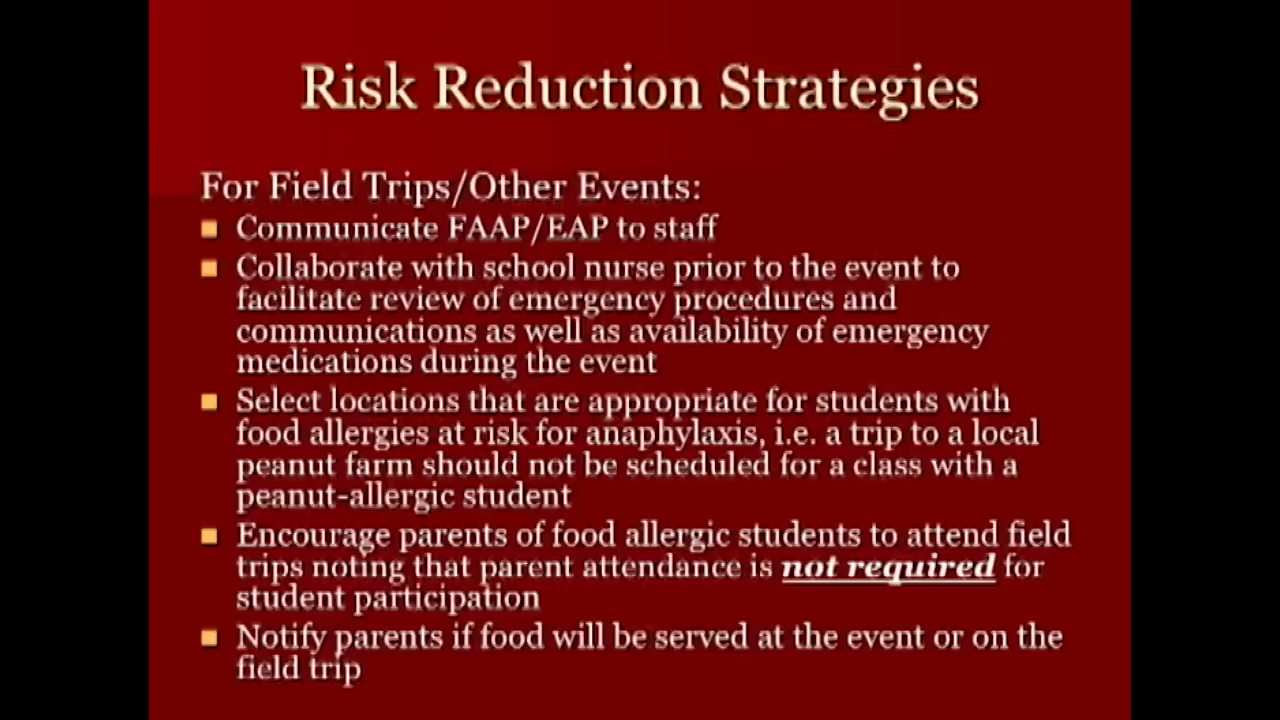 Risk Reduction Strategies
For Field Trips/Other Events:
Communicate FAAP/EAP to staff
Collaborate with school nurse prior to the event to
facilitate review of emergency procedures and
communications as well as availability of emergency
medications during the event
Select locations that are appropriate for students with
food allergies at risk for anaphylaxis, i.e. a trip to a local
peanut farm should not be scheduled for a class with a
peanut-allergic student
Encourage parents of food allergic students to attend field
trips noting that parent attendance is not required for
student participation
Notify parents if food will be served at the event or on the
field trip